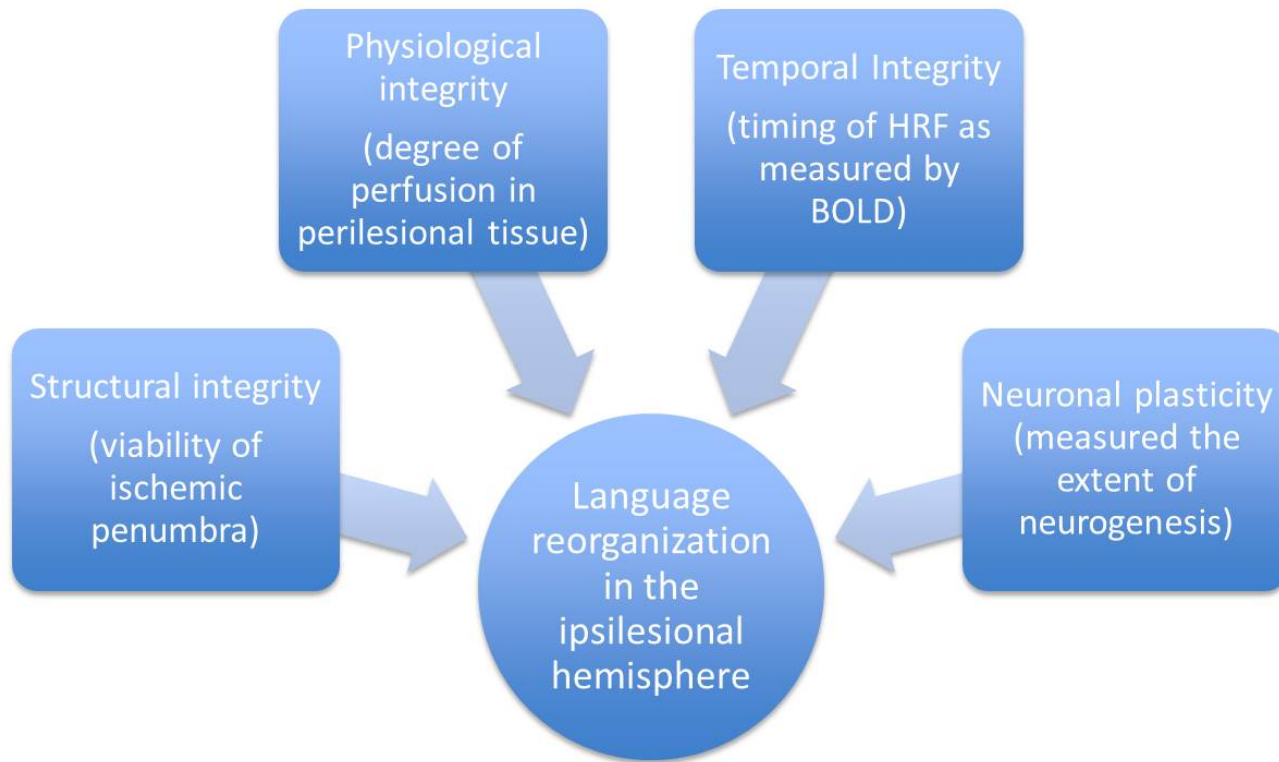 Physiological
integrity
(degree of
perfusion in
perilesional tissue)
Temporal Integrity
(timing of HRF as
measured by
BOLD)
Structural integrity
(viability of
ischemic
penumbra)
Neuronal plasticity
(measured the
extent of
neurogenesis)
Language
reorganization
in the
ipsilesional
hemisphere